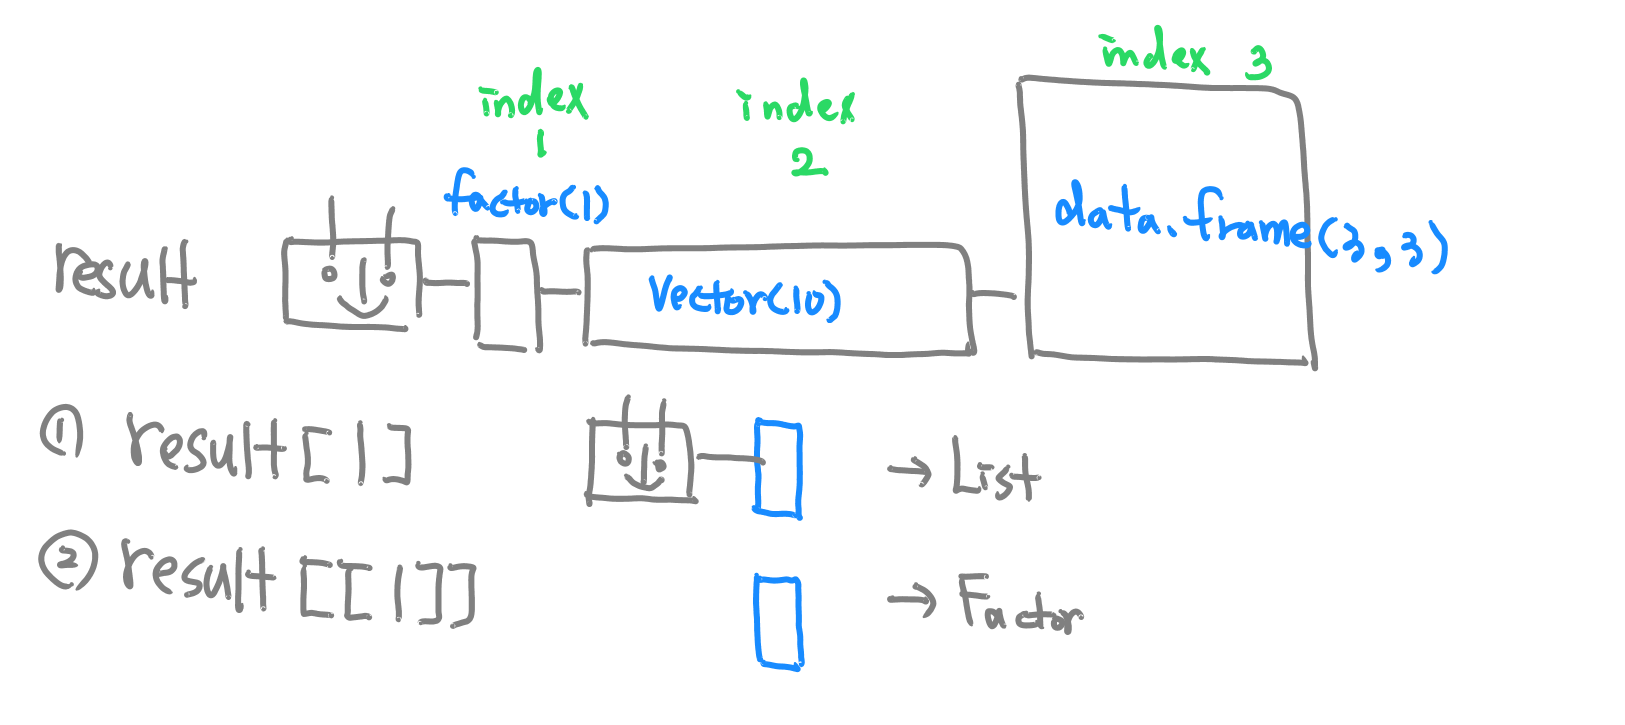 index 3
index
1
index
2
factor(1)
data.frame(3,3)
result
Vector(10)
① result[1]
→ List
② result[[1]]
→ Factor